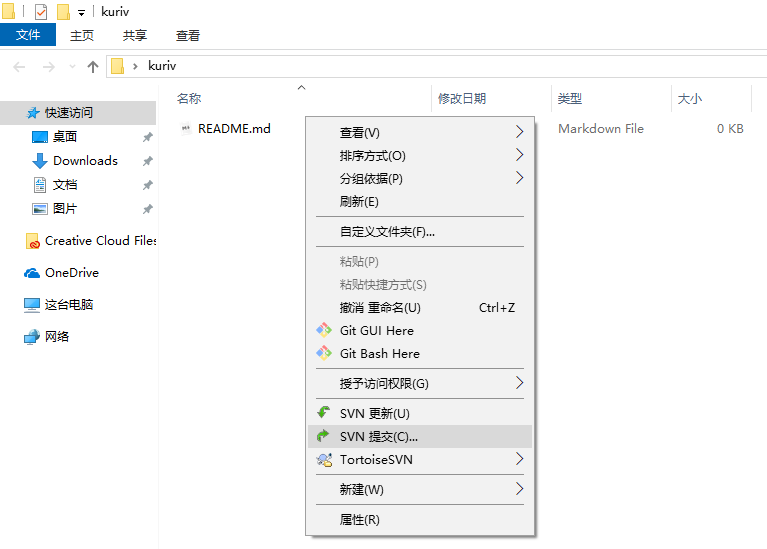 kuriv
文件 主页 共享 查看
kuriv
名称 修改日期 类型 大小
快速访问
桌面
Downloads
文档
图片
Creative Cloud Files
OneDrive
这台电脑
网络
README.md Markdown File 0 KB
查看(V)
排序方式(O)
分组依据(P)
刷新(E)
自定义文件夹(F)...
粘贴(P)
粘贴快捷方式(S)
撤消 重命名(U) Ctrl+Z
Git GUI Here
Git Bash Here
授予访问权限(G)
SVN 更新(U)
SVN 提交(C)...
TortoiseSVN
新建(W)
属性(R)